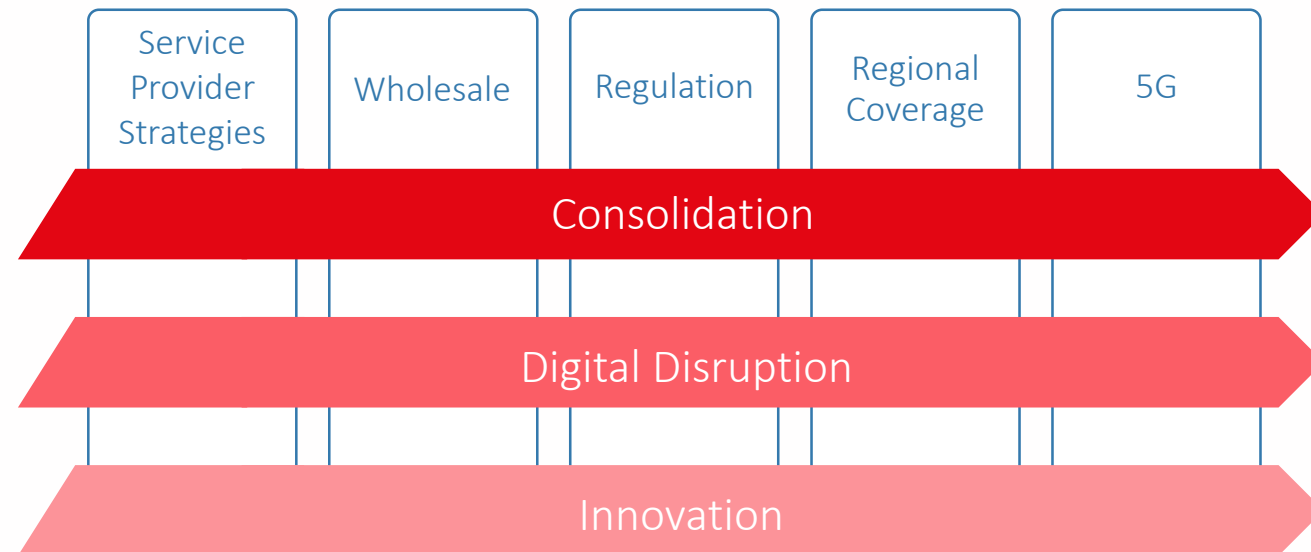 Service
Provider
Strategies
Wholesale
Regulation
Regional
Coverage
5G
Consolidation
Digital Disruption
Innovation